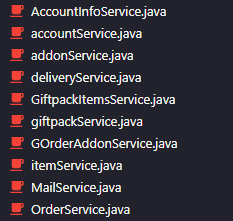 AccountInfoService.java
accountService.java
addonService.java
deliveryService.java
GiftpackItemsService.java
giftpackService.java
GOrderAddonService.java
itemService.java
MailService.java
OrderService.java